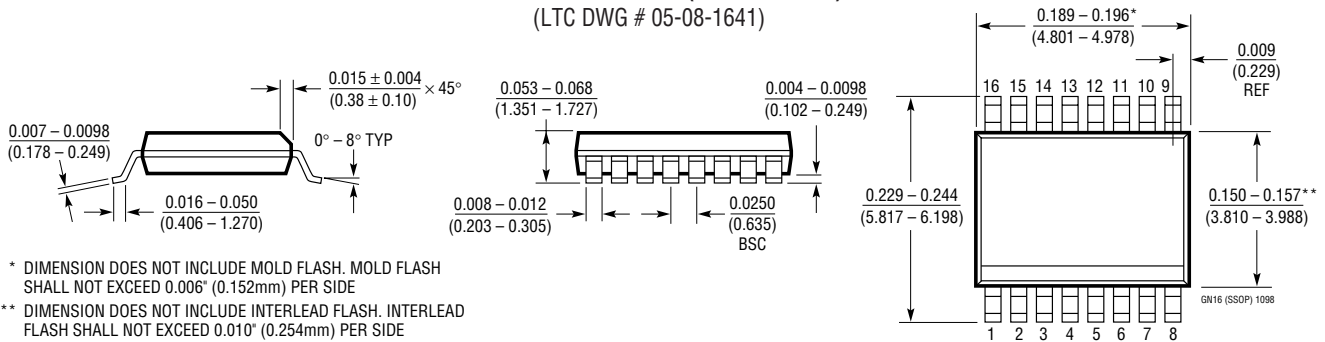 (LTC DWG # 05-08-1641)
0.189 – 0.196*
(4.801 – 4.978)
0.009
(0.229)
REF
16 15 14 13 12 11 10 9
0.015 ± 0.004
(0.38 ± 0.10)
× 45°
0.053 – 0.068
(1.351 – 1.727)
0.004 – 0.0098
(0.102 – 0.249)
0.007 – 0.0098
(0.178 – 0.249)
0° – 8° TYP
0.016 – 0.050
(0.406 – 1.270)
0.008 – 0.012
(0.203 – 0.305)
0.0250
(0.635)
BSC
0.229 – 0.244
(5.817 – 6.198)
0.150 – 0.157**
(3.810 – 3.988)
* DIMENSION DOES NOT INCLUDE MOLD FLASH. MOLD FLASH
SHALL NOT EXCEED 0.006" (0.152mm) PER SIDE
** DIMENSION DOES NOT INCLUDE INTERLEAD FLASH. INTERLEAD
FLASH SHALL NOT EXCEED 0.010" (0.254mm) PER SIDE
GN16 (SSOP) 1098
1 2 3 4 5 6 7 8